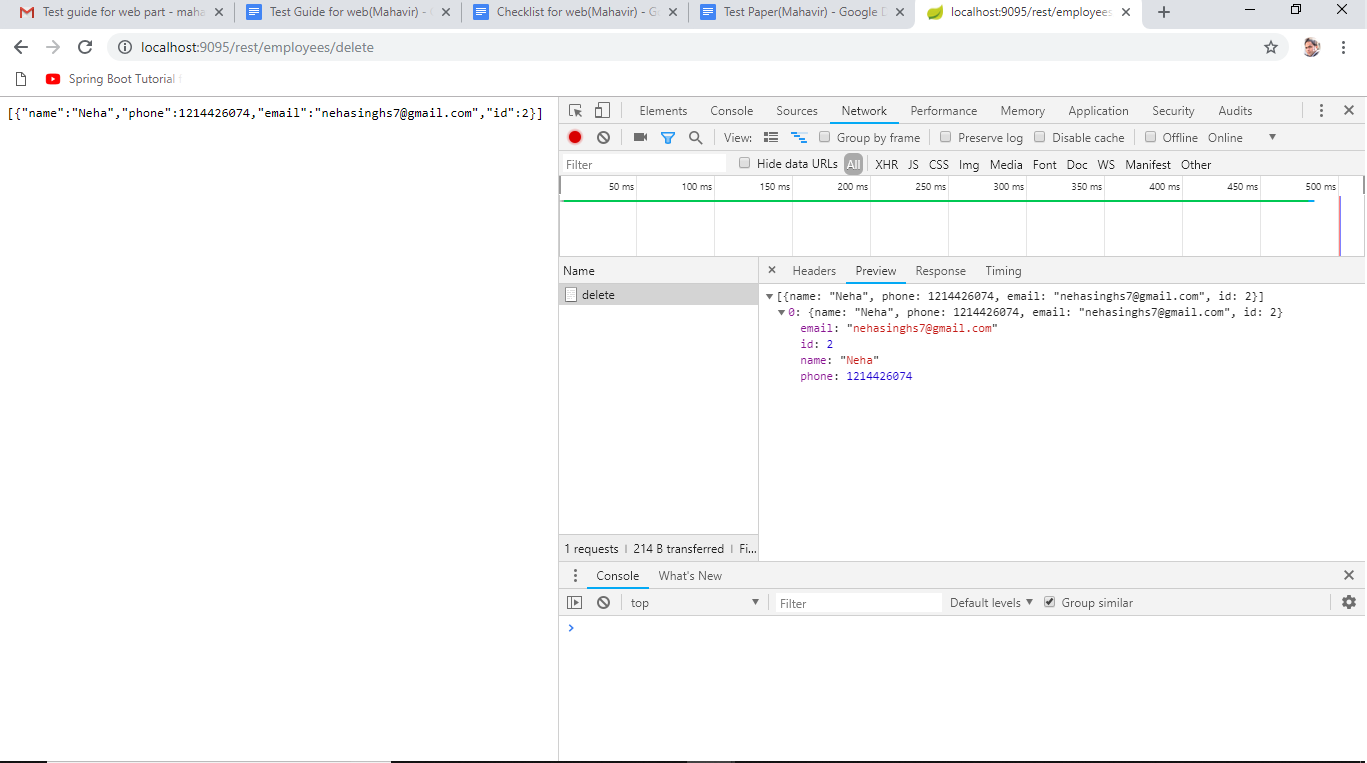 Test guide for web part - maha
Test Guide for web(Mahavir) -
Checklist for web(Mahavir) - G
Test Paper(Mahavir) - Google D
localhost:9095/rest/employees
localhost:9095/rest/employees/delete
Spring Boot Tutorial
[{"name":"Neha","phone":1214426074,"email":"nehasinghs7@gmail.com","id":2}]
Elements Console Sources Network Performance Memory Application Security Audits
View: Group by frame Preserve log Disable cache Offline Online
Filter Hide data URLs All XHR JS CSS Img Media Font Doc WS Manifest Other
50 ms 100 ms 150 ms 200 ms 250 ms 300 ms 350 ms 400 ms 450 ms 500 ms
Name
delete
1 requests | 214 B transferred | Fi...
× Headers Preview Response Timing
[{name: "Neha", phone: 1214426074, email: "nehasinghs7@gmail.com", id: 2}]
0: {name: "Neha", phone: 1214426074, email: "nehasinghs7@gmail.com", id: 2}
email: "nehasinghs7@gmail.com"
id: 2
name: "Neha"
phone: 1214426074
Console What's New
top Filter Default levels Group similar